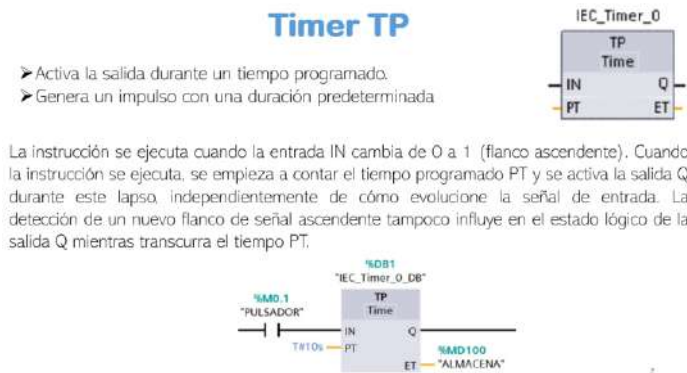 Timer TP
IEC_Timer_0
TP
Time
IN Q
PT ET
➤Activa la salida durante un tiempo programado.
➤Genera un impulso con una duración predeterminada
La instrucción se ejecuta cuando la entrada IN cambia de 0 a 1 (flanco ascendente). Cuando
la instrucción se ejecuta, se empieza a contar el tiempo programado PT y se activa la salida Q
durante este lapso, independientemente de cómo evolucione la señal de entrada. La
detección de un nuevo flanco de señal ascendente tampoco influye en el estado lógico de la
salida Q mientras transcurra el tiempo PT.
%DB1
"IEC_Timer_0_DB"
%M0.1
"PULSADOR"
TP
Time
IN Q
T#10s PT
%MD100
ET "ALMACENA"